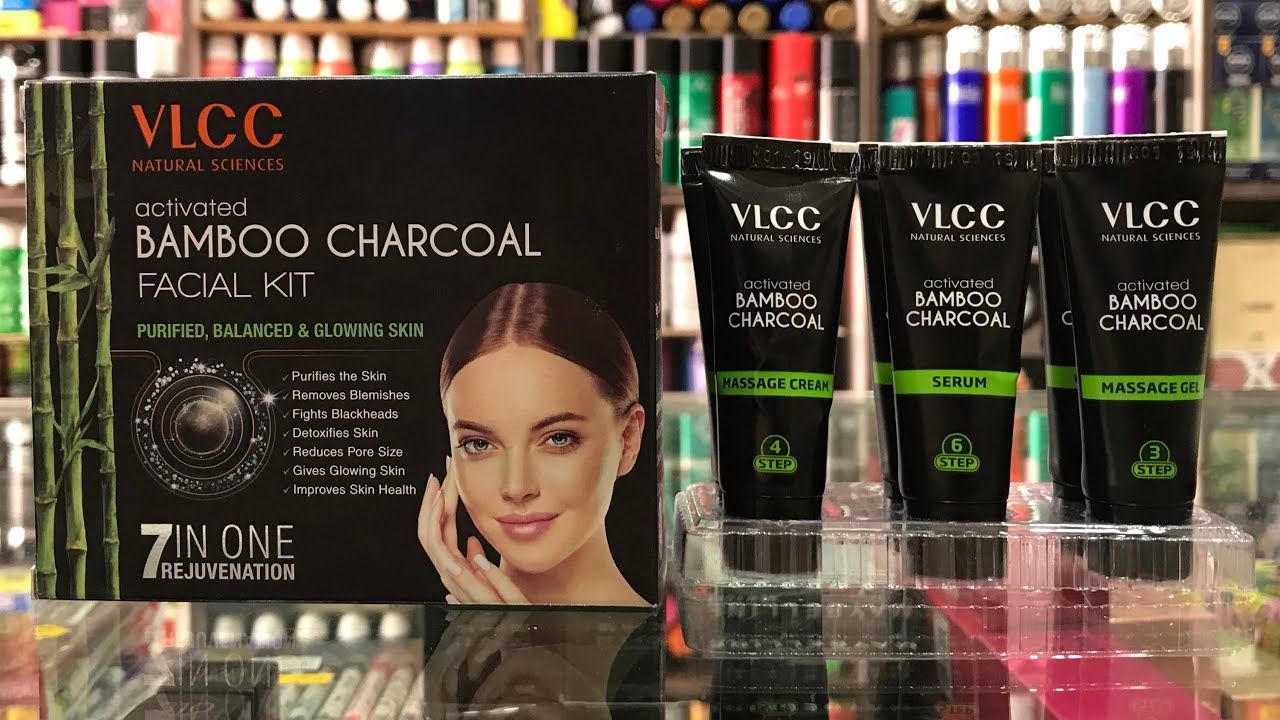 VLCC
NATURAL SCIENCES
activated
BAMBOO CHARCOAL
FACIAL KIT
PURIFIED, BALANCED & GLOWING SKIN
✓ Purifies the Skin
✓ Removes Blemishes
✓ Fights Blackheads
✓ Detoxifies Skin
✓ Reduces Pore Size
✓ Gives Glowing Skin
✓ Improves Skin Health
7 IN ONE
REJUVENATION
VLCC
NATURAL SCIENCES
activated
BAMBOO
CHARCOAL
MASSAGE CREAM
4
STEP
VLCC
NATURAL SCIENCES
activated
BAMBOO
CHARCOAL
SERUM
6
STEP
VLCC
NATURAL SCIENCES
activated
BAMBOO
CHARCOAL
MASSAGE GEL
3
STEP